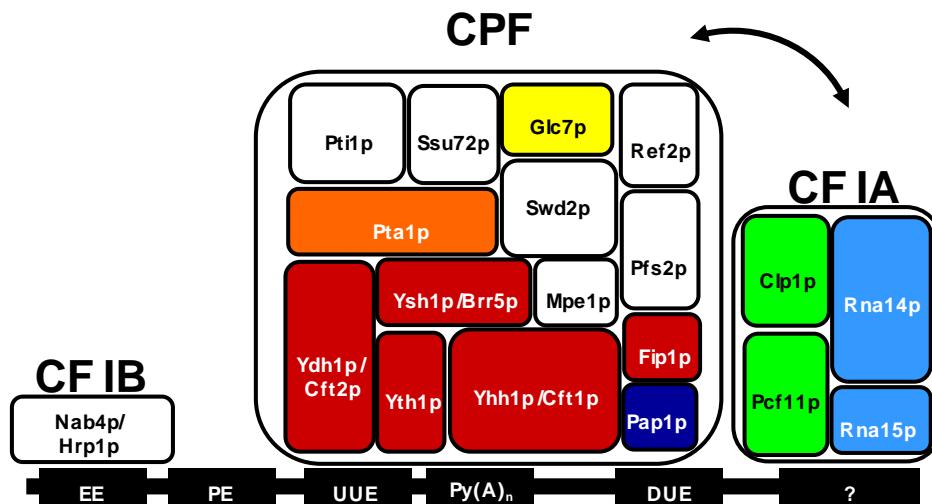 CPF
Pti1p
Ssu72p
Glc7p
Ref2p
Swd2p
Pta1p
Pfs2p
Ysh1p/Brr5p
Mpe1p
Ydh1p/
Cft2p
Yth1p
Yhh1p/Cft1p
Fip1p
Pap1p
CF IA
Clp1p
Rna14p
Pcf11p
Rna15p
CF IB
Nab4p/
Hrp1p
EE
PE
UUE
Py(A)n
DUE
?